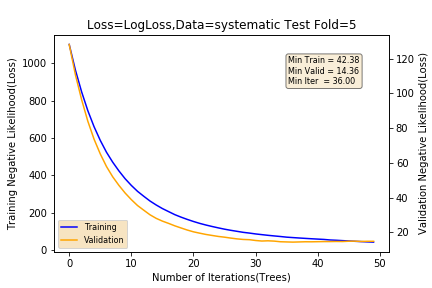 Loss=LogLoss,Data=systematic Test Fold=5
Training Negative Likelihood(Loss)
1000
800
600
400
200
0
Min Train = 42.38
Min Valid = 14.36
Min Iter = 36.00
Training
Validation
120
100
80
60
40
20
Validation Negative Likelihood(Loss)
0 10 20 30 40 50
Number of Iterations(Trees)